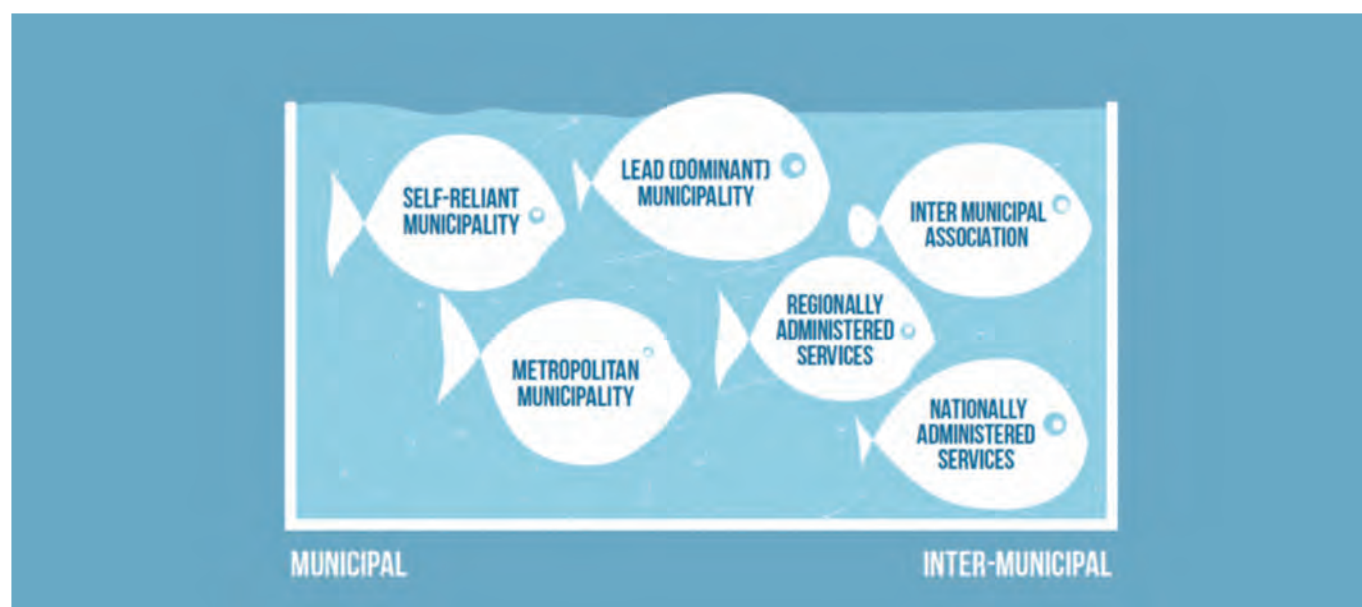 SELF-RELIANT
MUNICIPALITY
LEAD (DOMINANT)
MUNICIPALITY
INTER MUNICIPAL
ASSOCIATION
METROPOLITAN
MUNICIPALITY
REGIONALLY
ADMINISTERED
SERVICES
NATIONALLY
ADMINISTERED
SERVICES
MUNICIPAL
INTER-MUNICIPAL